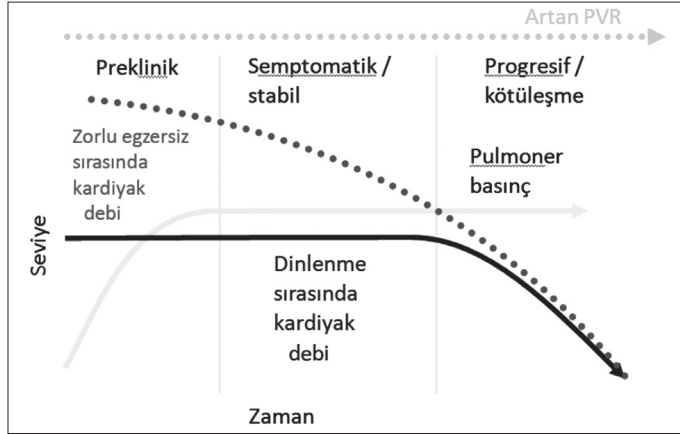 Artan PVR
Preklinik
Semptomatik /
stabil
Progresif /
kötüleşme
Zorlu egzersiz
sırasında
kardiyak
debi
Pulmoner
basınç
Seviye
Dinlenme
sırasında
kardiyak
debi
Zaman